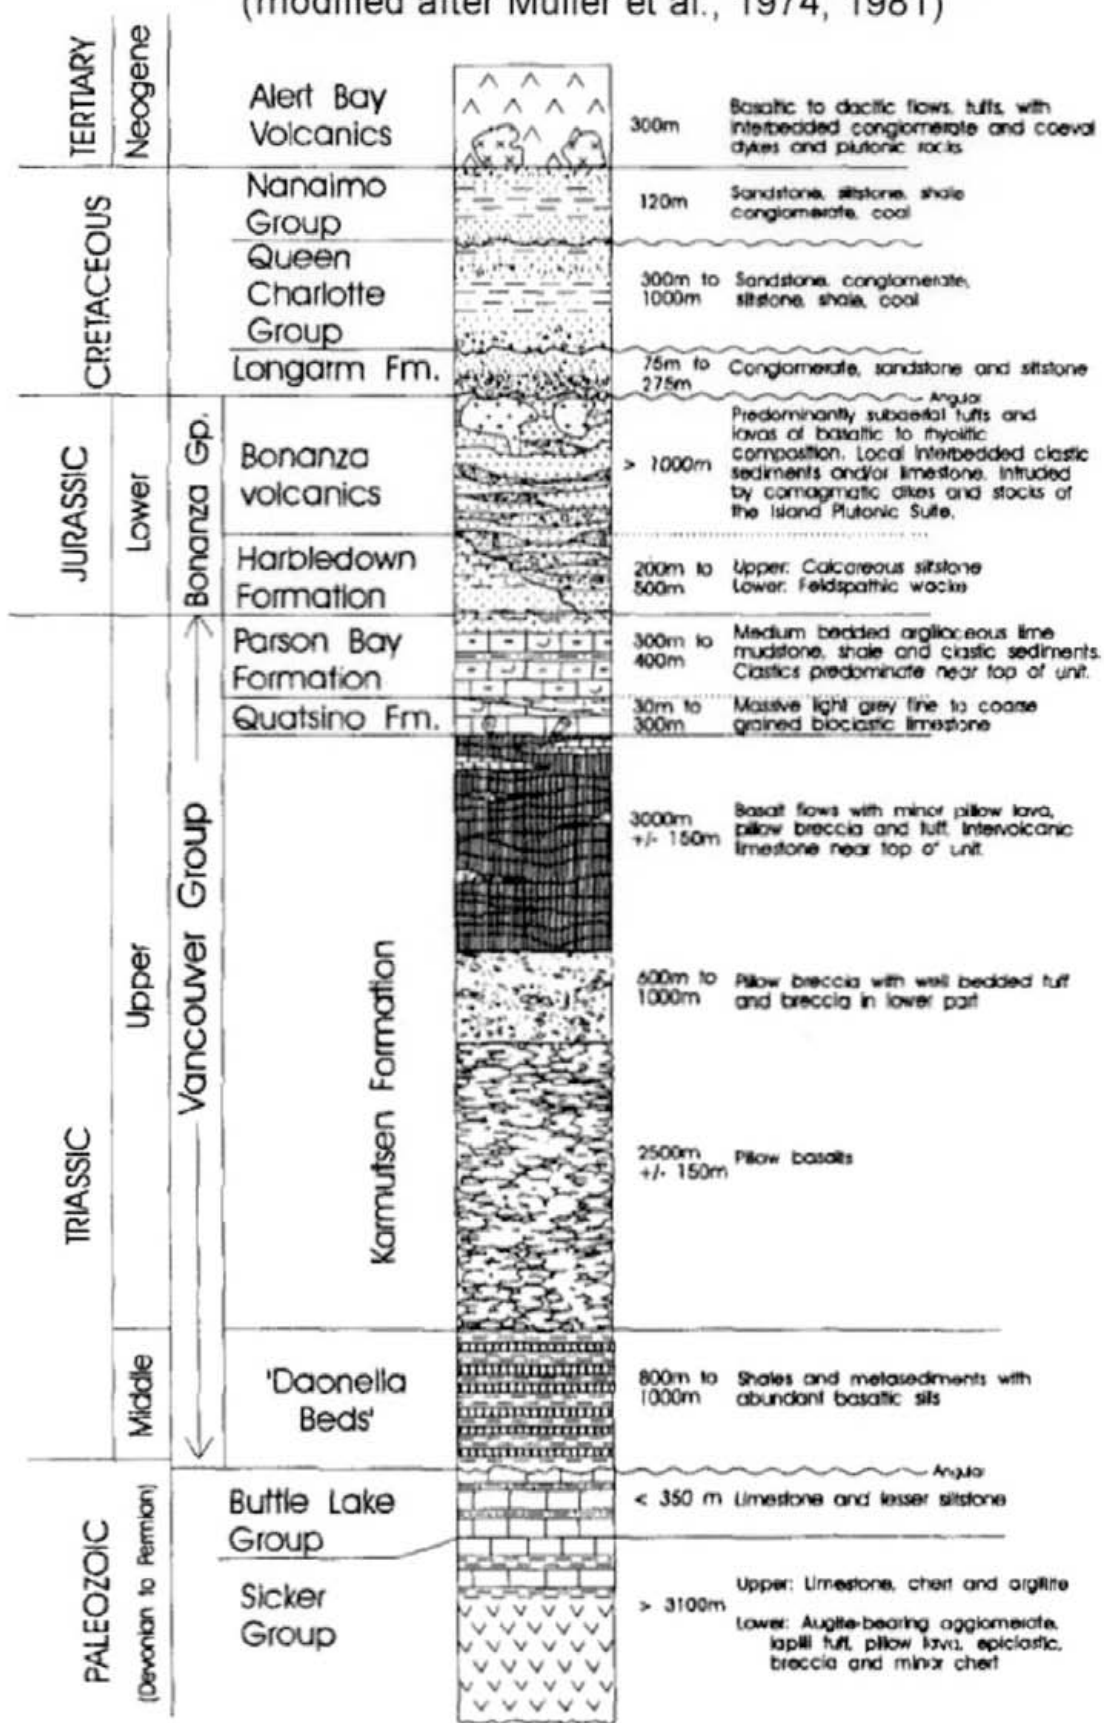 (modified after Muller et al., 1974, 1981)
TERTIARY
Neogene
Alert Bay
Volcanics
300m
Basaltic to dacitic flows, tuffs, with
interbedded conglomerate and coeval
dykes and plutonic rocks
CRETACEOUS
Nanaimo
Group
120m
Sandstone, siltstone, shale
conglomerate, coal
Queen
Charlotte
Group
300m to
1000m
Sandstone, conglomerate,
siltstone, shale, coal
Longarm Fm.
75m to
275m
Conglomerate, sandstone and siltstone
Angular
JURASSIC
Lower
Bonanza Gp.
Bonanza
volcanics
> 1000m
Predominantly subaerial tuffs and
lavas of basaltic to rhyolitic
composition. Local interbedded clastic
sediments and/or limestone. Intruded
by comagmatic dikes and stocks of
the Island Plutonic Suite.
Harbledown
Formation
200m to
500m
Upper: Calcareous siltstone
Lower: Feldspathic wacke
TRIASSIC
Upper
Vancouver Group
Parson Bay
Formation
300m to
400m
Medium bedded argillaceous lime
mudstone, shale and clastic sediments.
Clastics predominate near top of unit.
Quatsino Fm.
30m to
300m
Massive light grey fine to coarse
grained bioclastic limestone
Karmutsen Formation
3000m
+/- 150m
Basalt flows with minor pillow lava,
pillow breccia and tuff. Intervolcanic
limestone near top of unit
600m to
1000m
Pillow breccia with well bedded tuff
and breccia in lower part
2500m
+/- 150m
Pillow basalts
Middle
'Daonella
Beds'
800m to
1000m
Shales and metasediments with
abundant basaltic sills
Angular
PALEOZOIC
(Devonian to Permian)
Buttle Lake
Group
< 350 m
Limestone and lesser siltstone
Sicker
Group
> 3100m
Upper: Limestone, chert and argillite
Lower: Augite-bearing agglomerate,
lapilli tuff, pillow lava, epiclastic,
breccia and minor chert